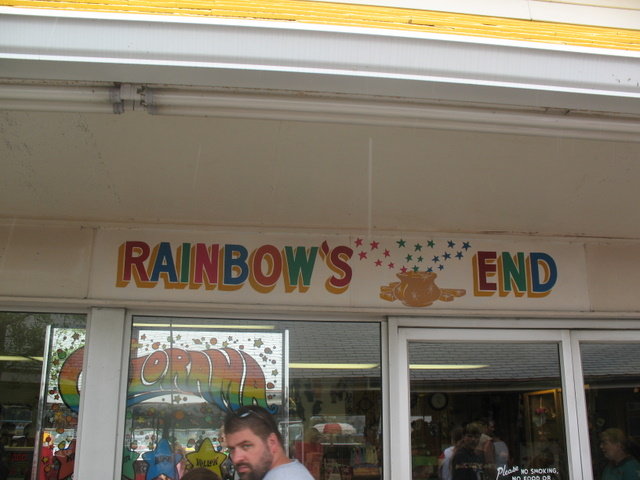 RAINBOW'S END
Please NO SMOKING,
NO FOOD OR